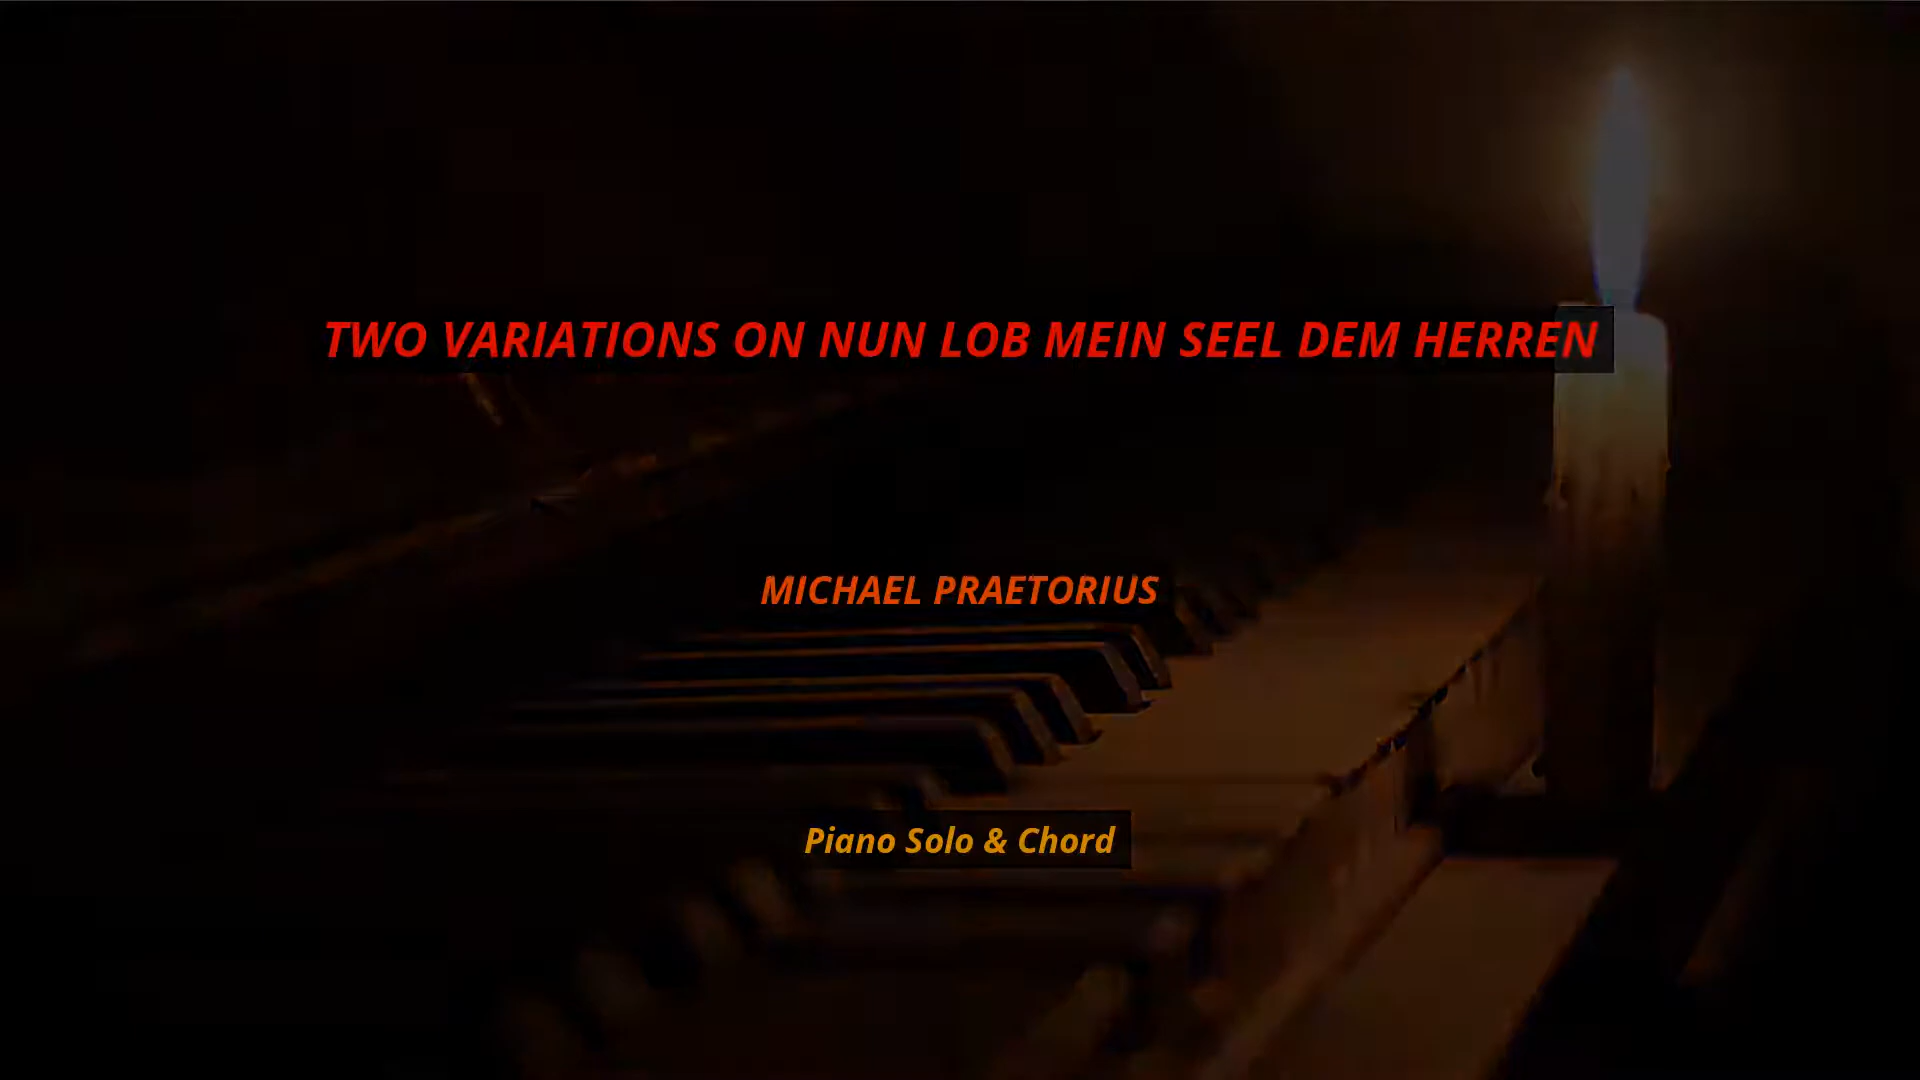 TWO VARIATIONS ON NUN LOB MEIN SEEL DEM HERREN
MICHAEL PRAETORIUS
Piano Solo & Chord